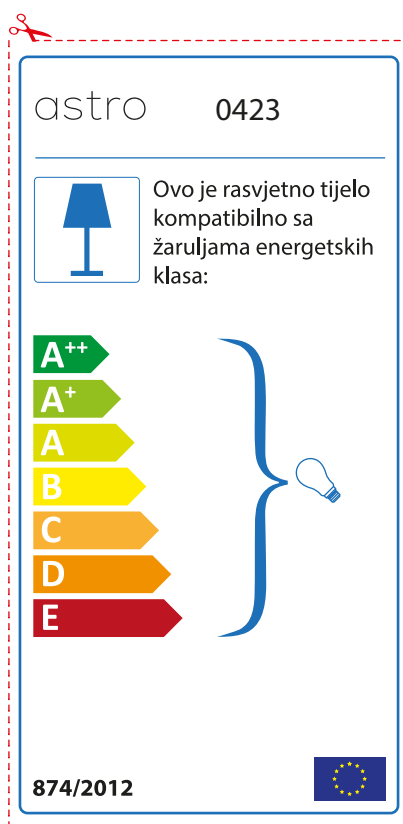 astro 0423
Ovo je rasvjetno tijelo
kompatibilno sa
žaruljama energetskih
klasa:
A++
A+
A
B
C
D
E
874/2012